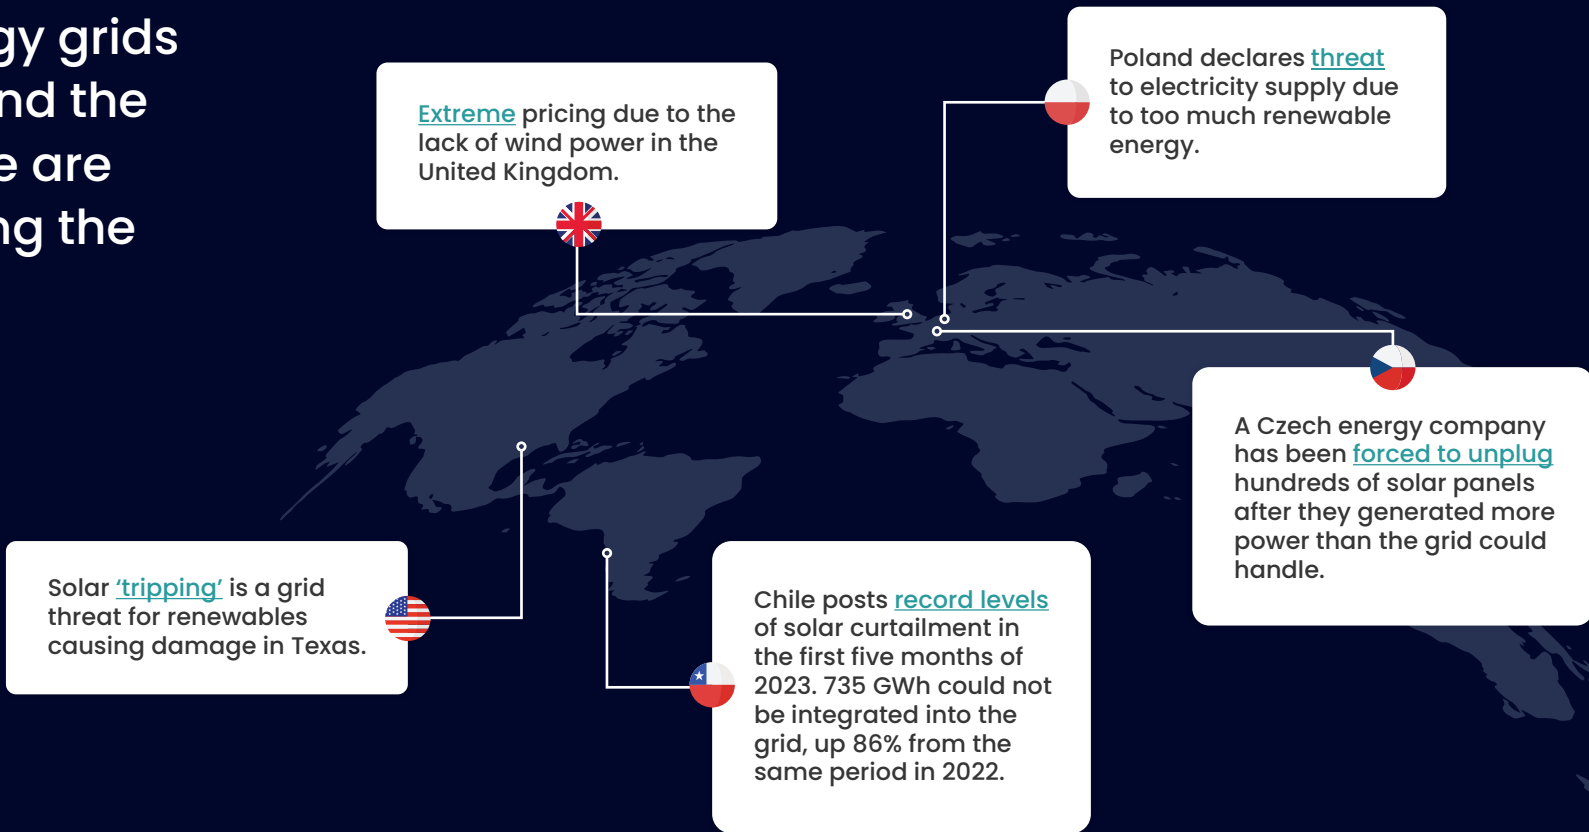 gy grids
nd the
e are
ng the
Extreme pricing due to the
lack of wind power in the
United Kingdom.
Poland declares threat
to electricity supply due
to too much renewable
energy.
A Czech energy company
has been forced to unplug
hundreds of solar panels
after they generated more
power than the grid could
handle.
Solar ‘tripping’ is a grid
threat for renewables
causing damage in Texas.
Chile posts record levels
of solar curtailment in
the first five months of
2023. 735 GWh could not
be integrated into the
grid, up 86% from the
same period in 2022.